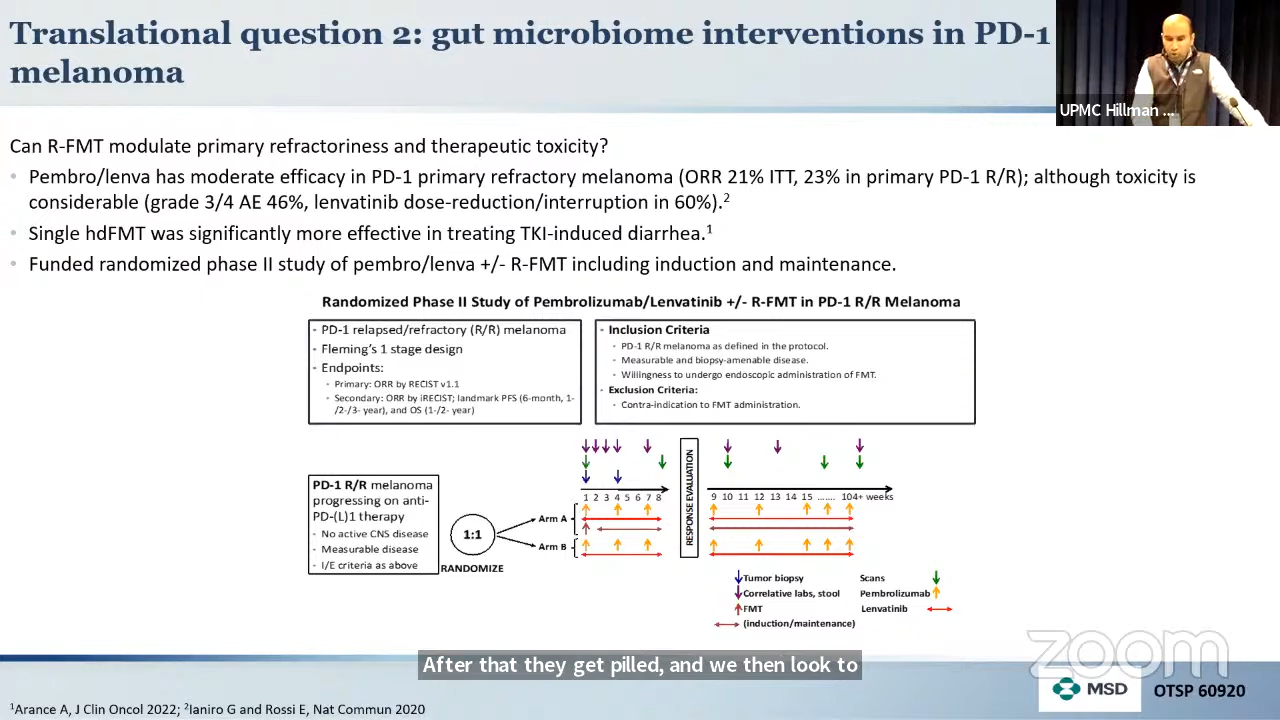 Translational question 2: gut microbiome interventions in PD-1
melanoma
UPMC Hillman ...
Can R-FMT modulate primary refractoriness and therapeutic toxicity?
• Pembro/lenva has moderate efficacy in PD-1 primary refractory melanoma (ORR 21% ITT, 23% in primary PD-1 R/R); although toxicity is
considerable (grade 3/4 AE 46%, lenvatinib dose-reduction/interruption in 60%).2
• Single hdFMT was significantly more effective in treating TKI-induced diarrhea.1
• Funded randomized phase II study of pembro/lenva +/- R-FMT including induction and maintenance.
Randomized Phase II Study of Pembrolizumab/Lenvatinib +/- R-FMT in PD-1 R/R Melanoma
- PD-1 relapsed/refractory (R/R) melanoma
- Fleming's 1 stage design
- Endpoints:
- Primary: ORR by RECIST v1.1
- Secondary: ORR by iRECIST; landmark PFS (6-month, 1-
/2-/3- year), and OS (1-/2- year)
- Inclusion Criteria
- PD-1 R/R melanoma as defined in the protocol.
- Measurable and biopsy-amenable disease.
- Willingness to undergo endoscopic administration of FMT.
- Exclusion Criteria:
- Contra-indication to FMT administration.
PD-1 R/R melanoma
progressing on anti-
PD-(L)1 therapy
- No active CNS disease
- Measurable disease
- I/E criteria as above
1:1
RANDOMIZE
Arm A
Arm B
1 2 3 4 5 6 7 8
RESPONSE EVALUATION
9 10 11 12 13 14 15 ....... 104+ weeks
Tumor biopsy
Correlative labs, stool
FMT
(induction/maintenance)
Scans
Pembrolizumab
Lenvatinib
zoom
After that they get pilled, and we then look to
MSD
OTSP 60920
1Arance A, J Clin Oncol 2022; 2Ianiro G and Rossi E, Nat Commun 2020